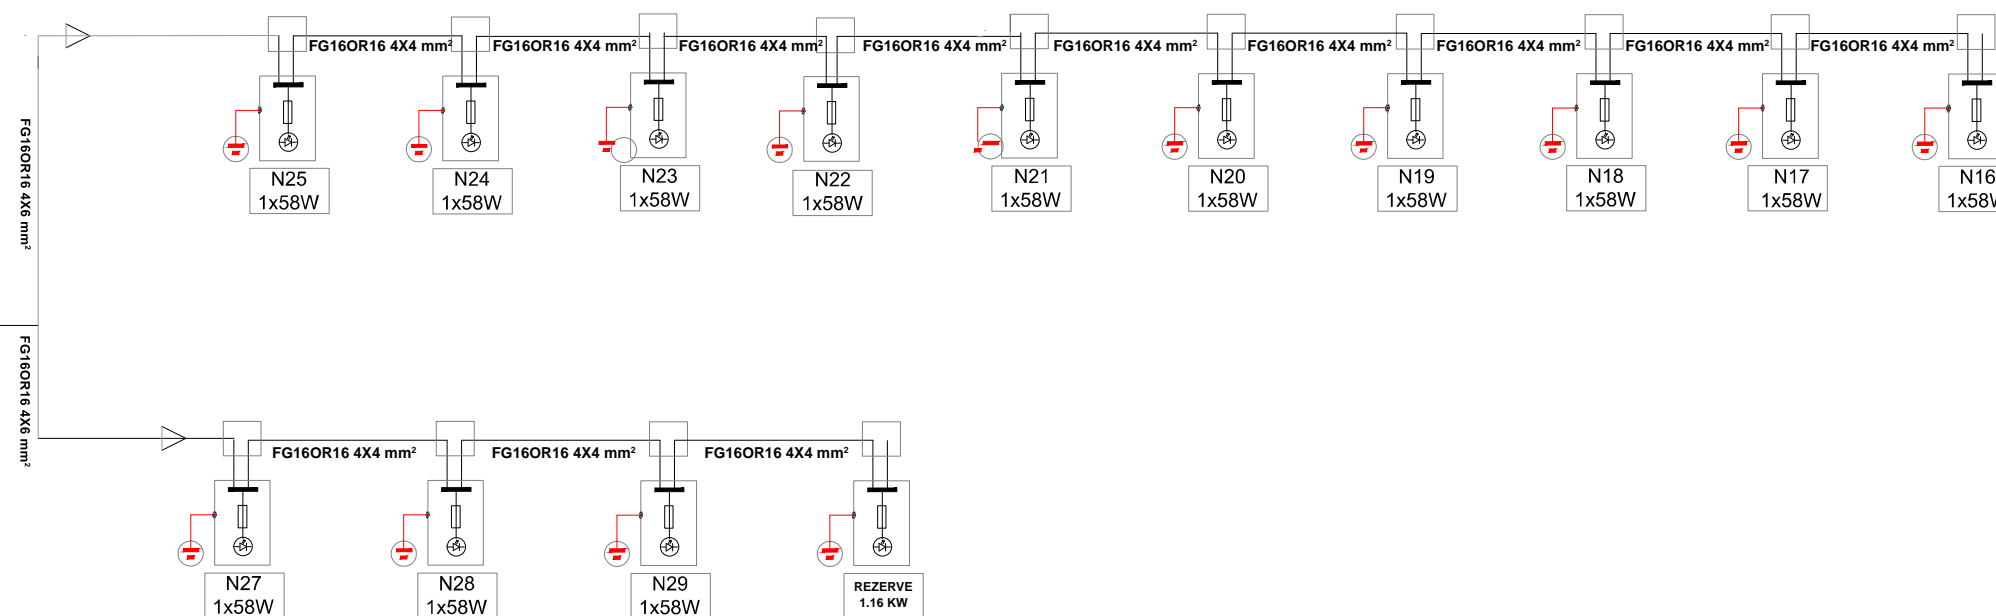 FG16OR16 4X4 mm² FG16OR16 4X4 mm² FG16OR16 4X4 mm² FG16OR16 4X4 mm² FG16OR16 4X4 mm² FG16OR16 4X4 mm² FG16OR16 4X4 mm² FG16OR16 4X4 mm² FG16OR16 4X4 mm²
FG16OR16 4X6 mm²
N25
1x58W
N24
1x58W
N23
1x58W
N22
1x58W
N21
1x58W
N20
1x58W
N19
1x58W
N18
1x58W
N17
1x58W
N16
1x58W
FG16OR16 4X6 mm²
FG16OR16 4X4 mm² FG16OR16 4X4 mm² FG16OR16 4X4 mm²
N27
1x58W
N28
1x58W
N29
1x58W
REZERVE
1.16 KW